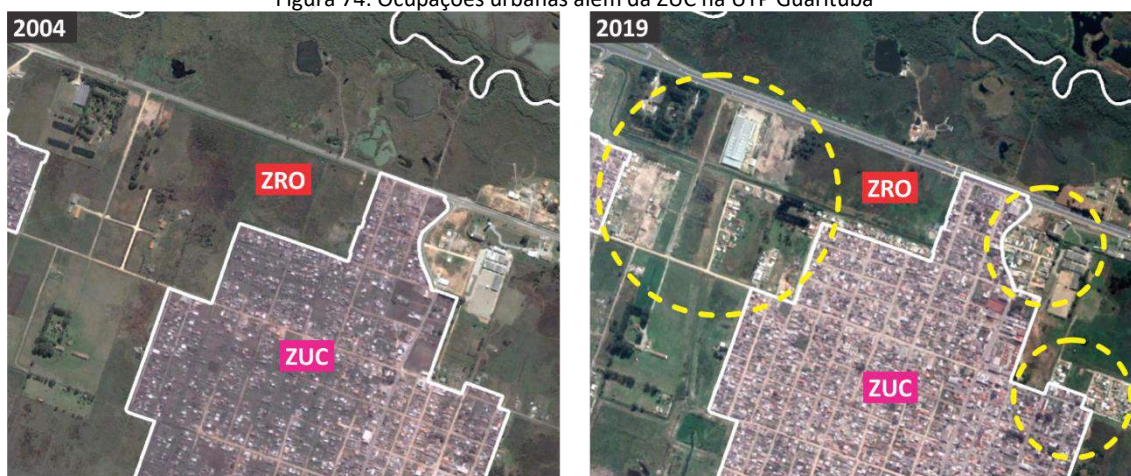 Figura 74: Ocupações urbanas além da ZUC na UTP Guarituba
2004
2019
ZRO
ZRO
ZUC
ZUC